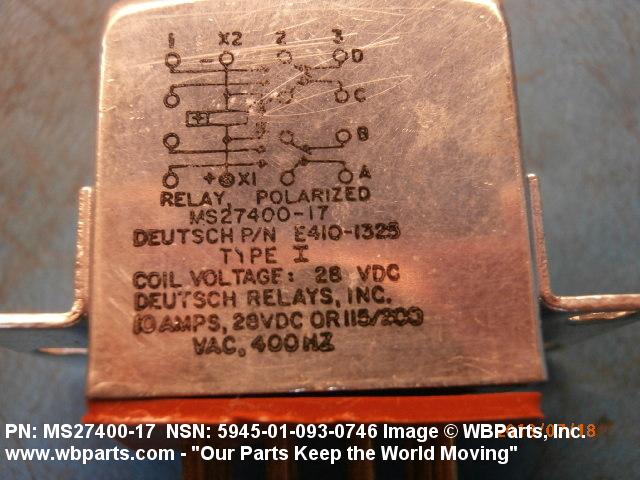 1 X2 2 3
- D
C
B
+ X1 A
RELAY, POLARIZED
MS27400-17
DEUTSCH P/N E410-1325
TYPE I
COIL VOLTAGE: 28 VDC
DEUTSCH RELAYS, INC.
10 AMPS, 28VDC OR 115/200
VAC, 400HZ
PN: MS27400-17 NSN: 5945-01-093-0746 Image © WBParts, Inc.
www.wbparts.com - "Our Parts Keep the World Moving"